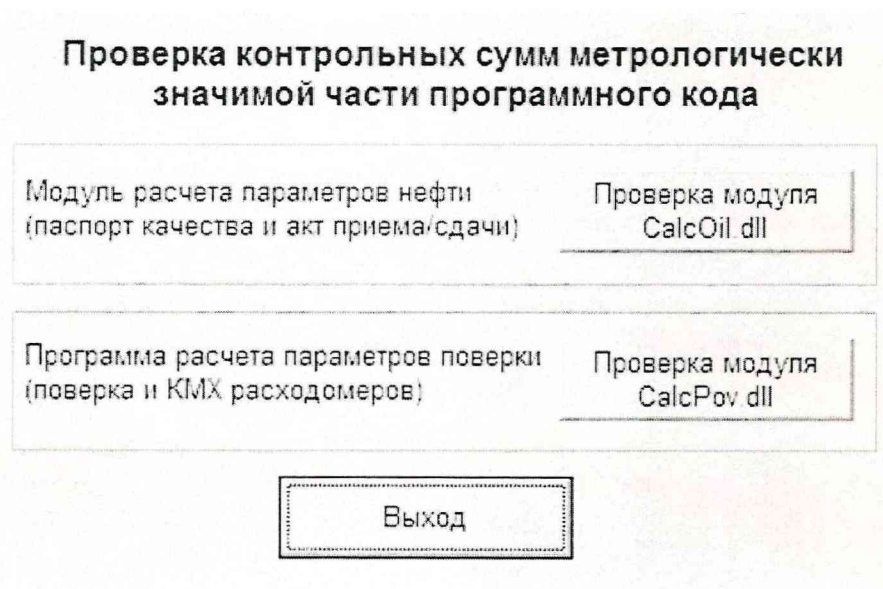 Проверка контрольных сумм метрологически
значимой части программного кода
Модуль расчета параметров нефти
(паспорт качества и акт приема/сдачи)
Проверка модуля
CalcOil.dll
Программа расчета параметров поверки
(поверка и КМХ расходомеров)
Проверка модуля
CalcPov.dll
Выход